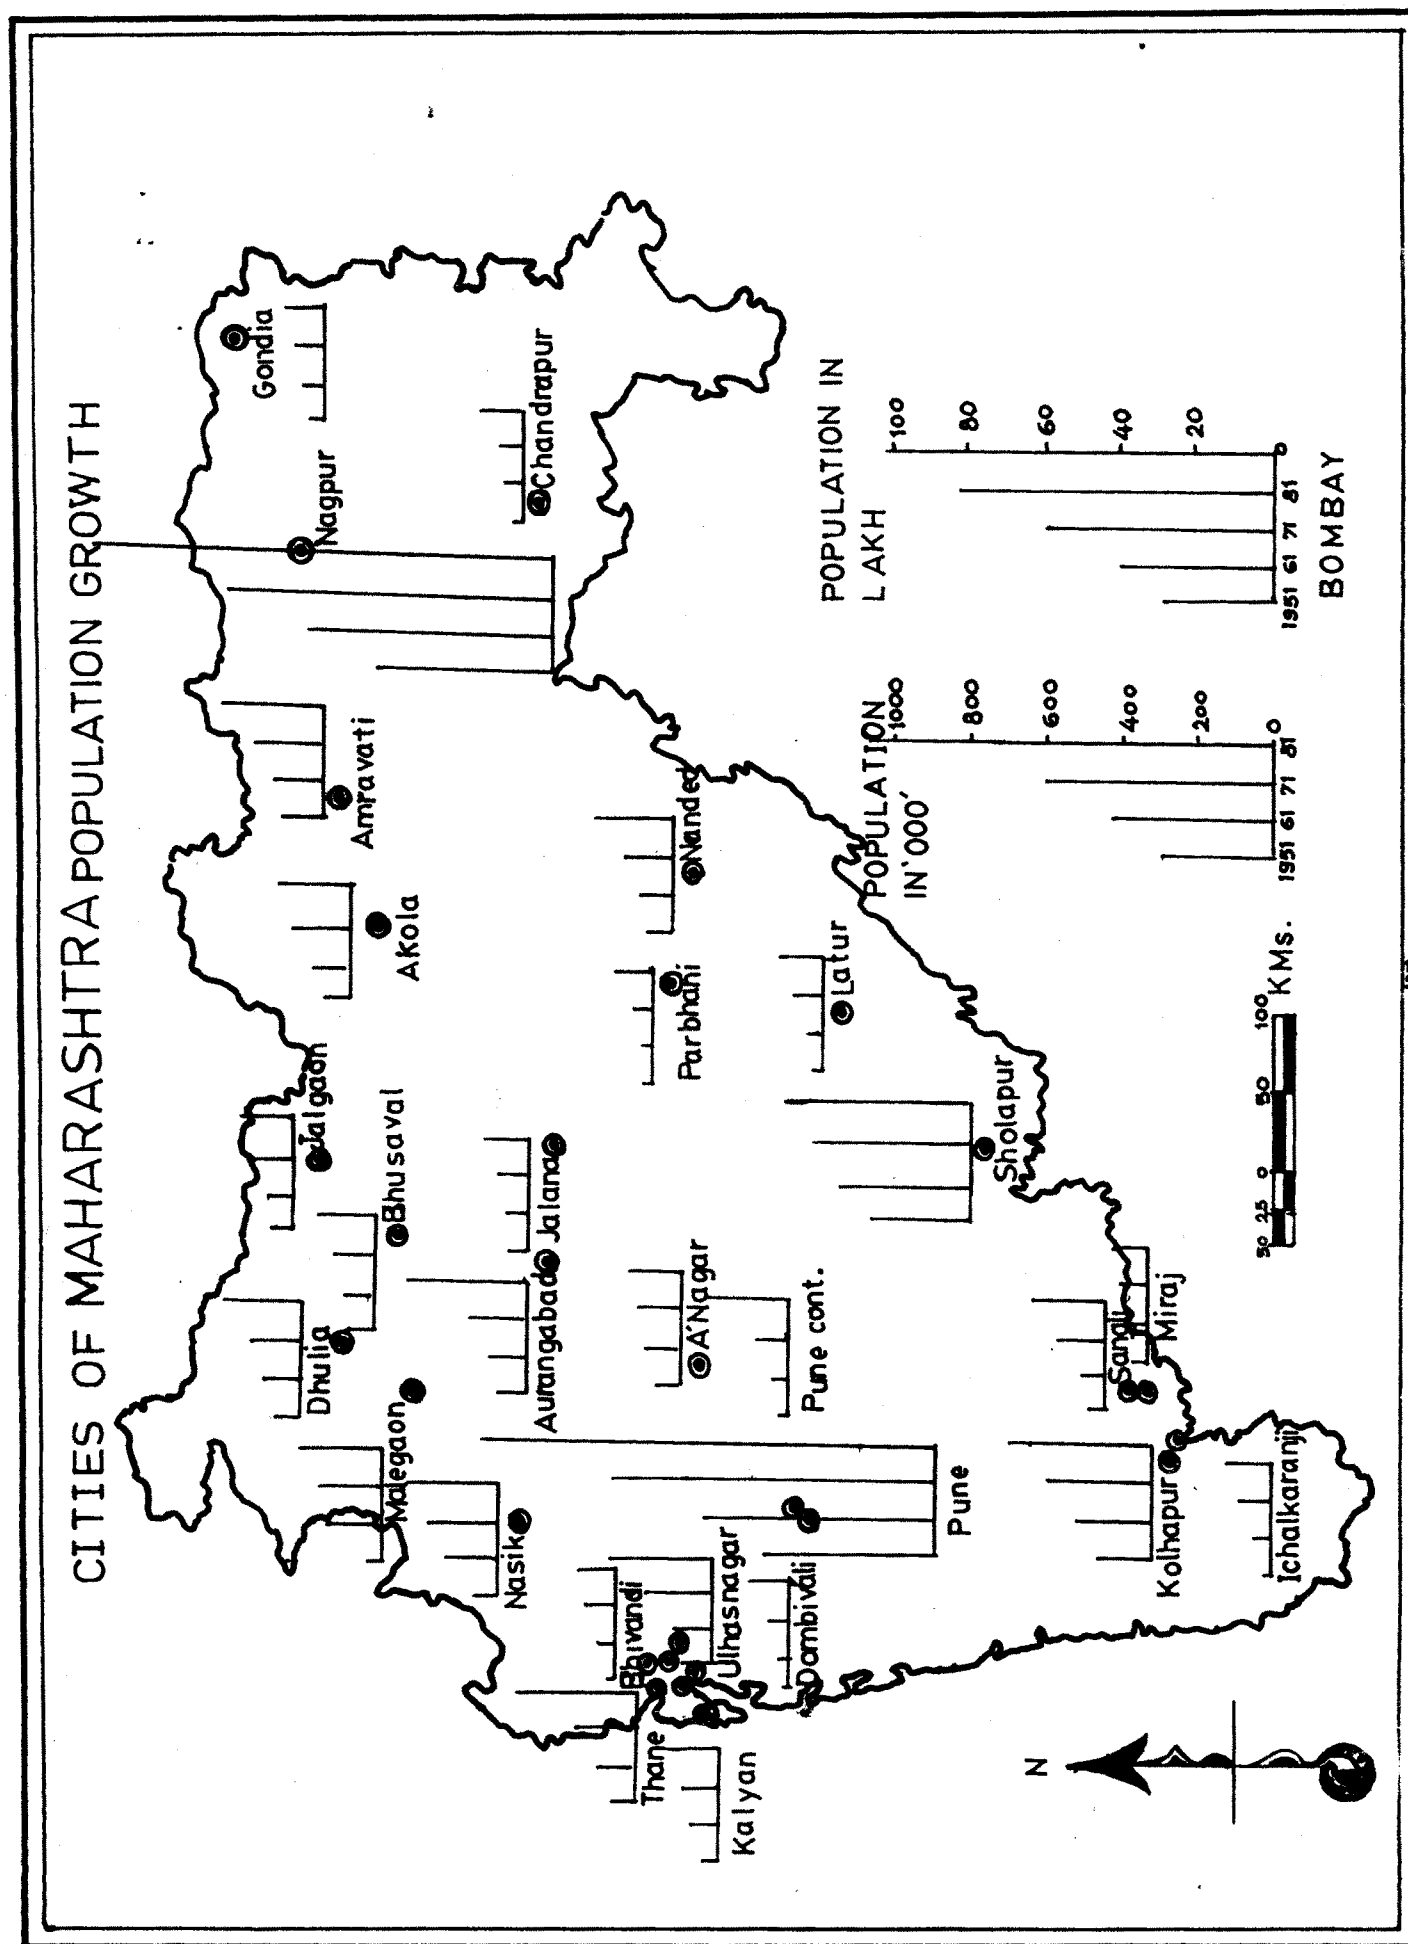 CITIES OF MAHARASHTRA POPULATION GROWTH
Gondia
Nagpur
Amravati
Akola
Jalgaon
Bhusaval
Dhulia
Malegaon
Nasik
Chandrapur
Nanded
Parbhani
Latur
Jalana
Aurangabad
A'Nagar
Pune cont.
Sholapur
Bhivandi
Thane
Kalyan
Ulhasnagar
Dombivali
Pune
Sangli
Miraj
Kolhapur
Ichalkaranji
N
50 25 0 50 100 KMs.
POPULATION
IN '000'
1000
800
600
400
200
0
1951 61 71 81
POPULATION IN
LAKH
100
80
60
40
20
0
1951 61 71 81
BOMBAY